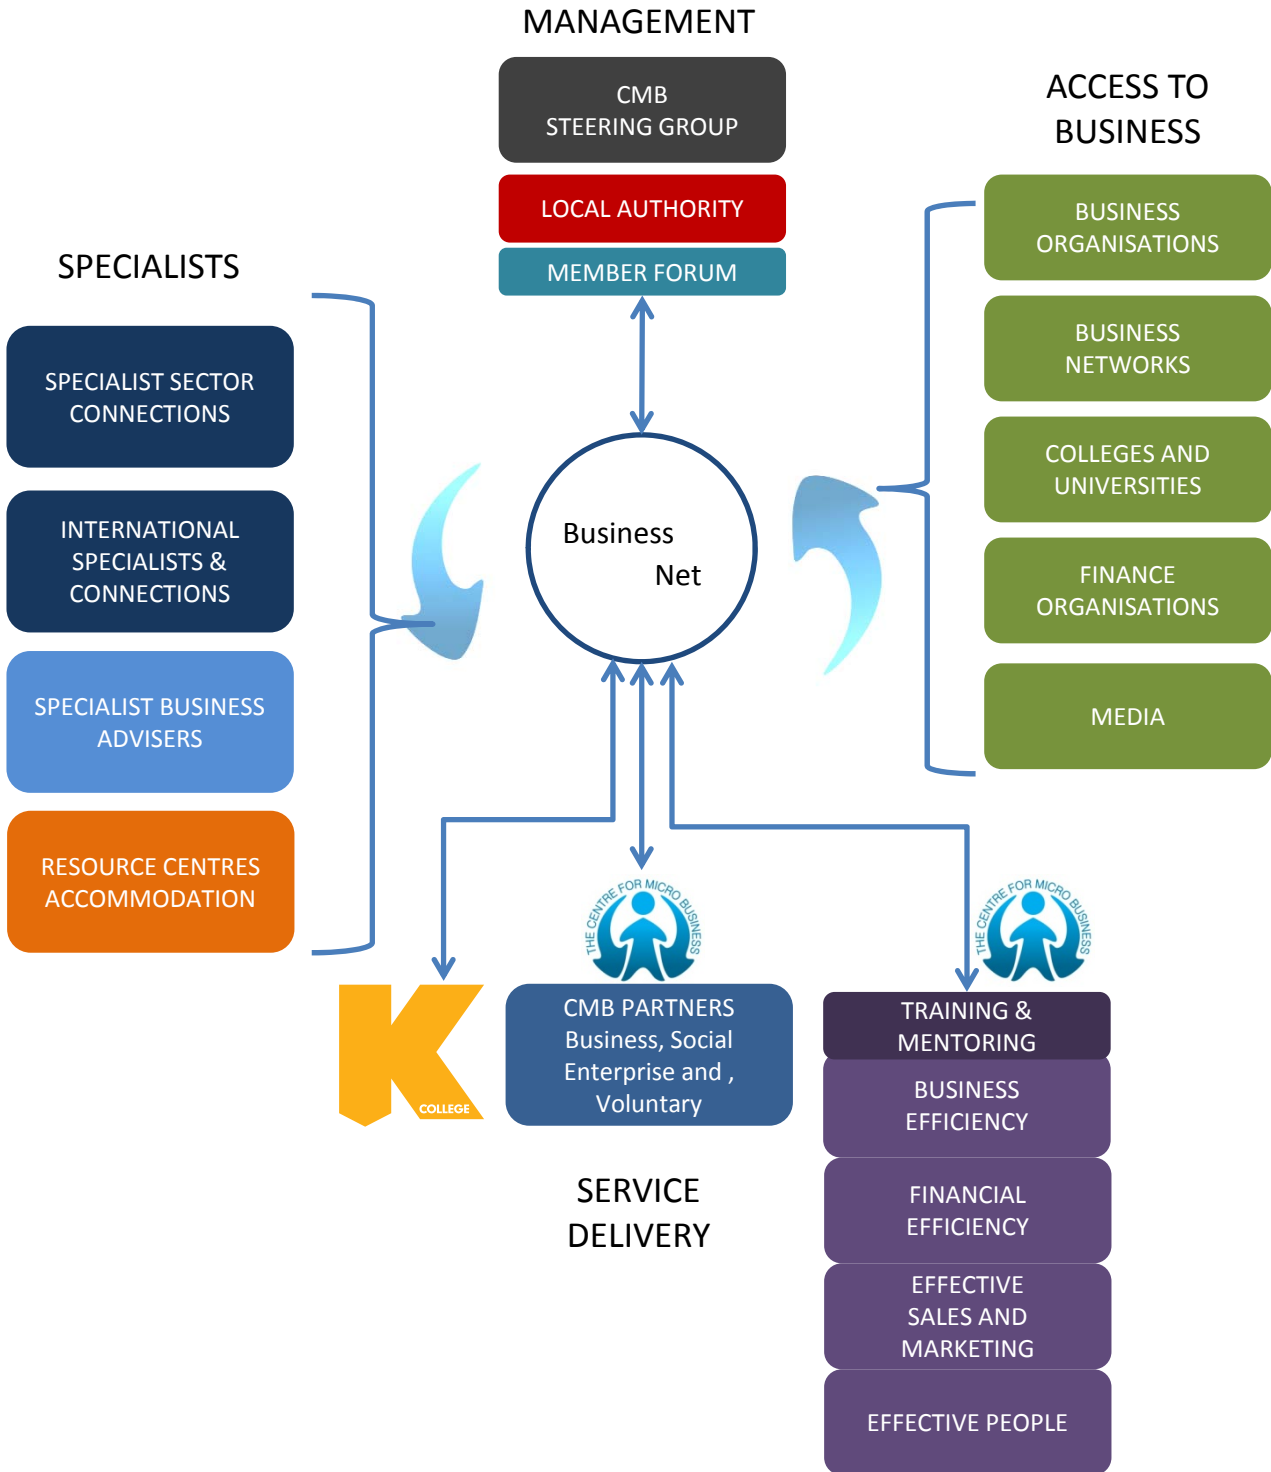 MANAGEMENT
CMB
STEERING GROUP
LOCAL AUTHORITY
MEMBER FORUM
SPECIALISTS
SPECIALIST SECTOR
CONNECTIONS
INTERNATIONAL
SPECIALISTS &
CONNECTIONS
SPECIALIST BUSINESS
ADVISERS
RESOURCE CENTRES
ACCOMMODATION
Business
Net
ACCESS TO
BUSINESS
BUSINESS
ORGANISATIONS
BUSINESS
NETWORKS
COLLEGES AND
UNIVERSITIES
FINANCE
ORGANISATIONS
MEDIA
K
COLLEGE
THE CENTRE FOR MICRO BUSINESS
CMB PARTNERS
Business, Social
Enterprise and ,
Voluntary
SERVICE
DELIVERY
THE CENTRE FOR MICRO BUSINESS
TRAINING &
MENTORING
BUSINESS
EFFICIENCY
FINANCIAL
EFFICIENCY
EFFECTIVE
SALES AND
MARKETING
EFFECTIVE PEOPLE